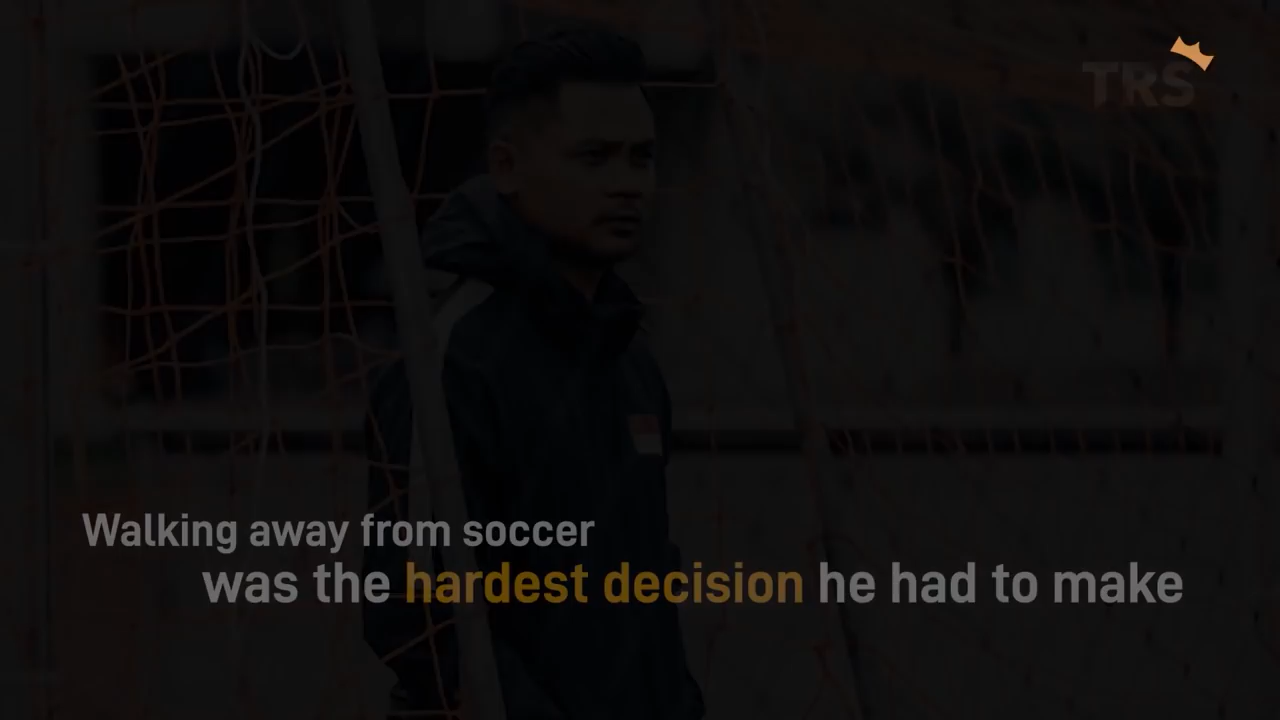 TRS
Walking away from soccer
was the hardest decision he had to make